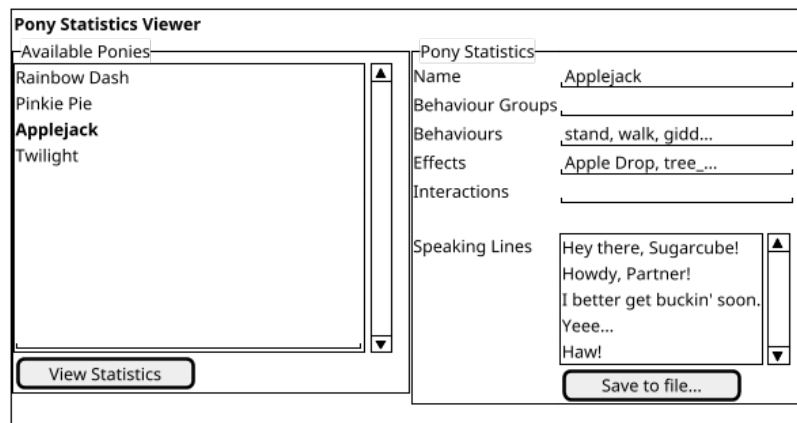 Pony Statistics Viewer
Available Ponies
Rainbow Dash
Pinkie Pie
Applejack
Twilight
View Statistics
Pony Statistics
Name Applejack
Behaviour Groups
Behaviours stand, walk, gidd...
Effects Apple Drop, tree_...
Interactions
Speaking Lines
Hey there, Sugarcube!
Howdy, Partner!
I better get buckin' soon.
Yeee...
Haw!
Save to file...